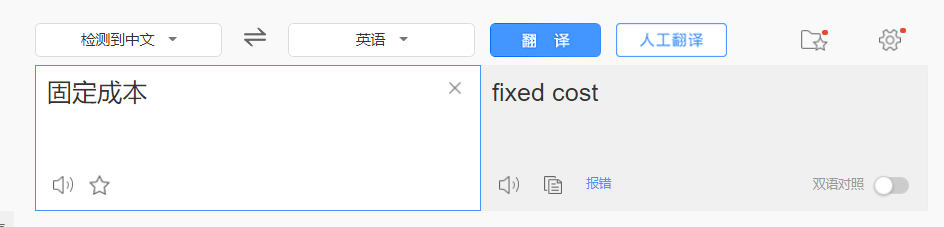 检测到中文 英语 翻 译 人工翻译
固定成本
fixed cost
报错 双语对照